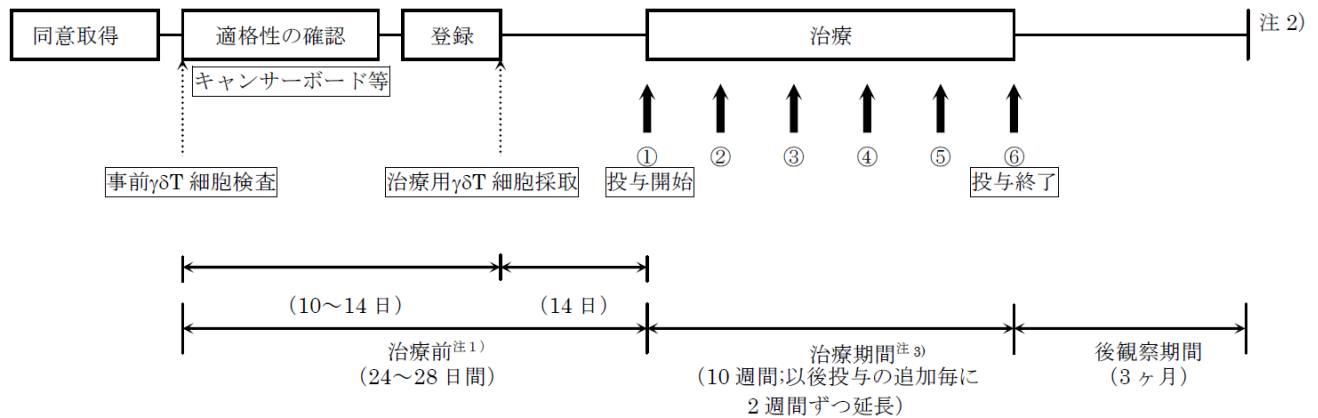 同意取得
適格性の確認
登録
治療
注 2)
キャンサーボード等
① ② ③ ④ ⑤ ⑥
事前γδT 細胞検査
治療用γδT 細胞採取
投与開始
投与終了
(10～14 日)
(14 日)
治療前注 1)
(24～28 日間)
治療期間注 3)
(10 週間;以後投与の追加毎に
2 週間ずつ延長)
後観察期間
(3 ヶ月)